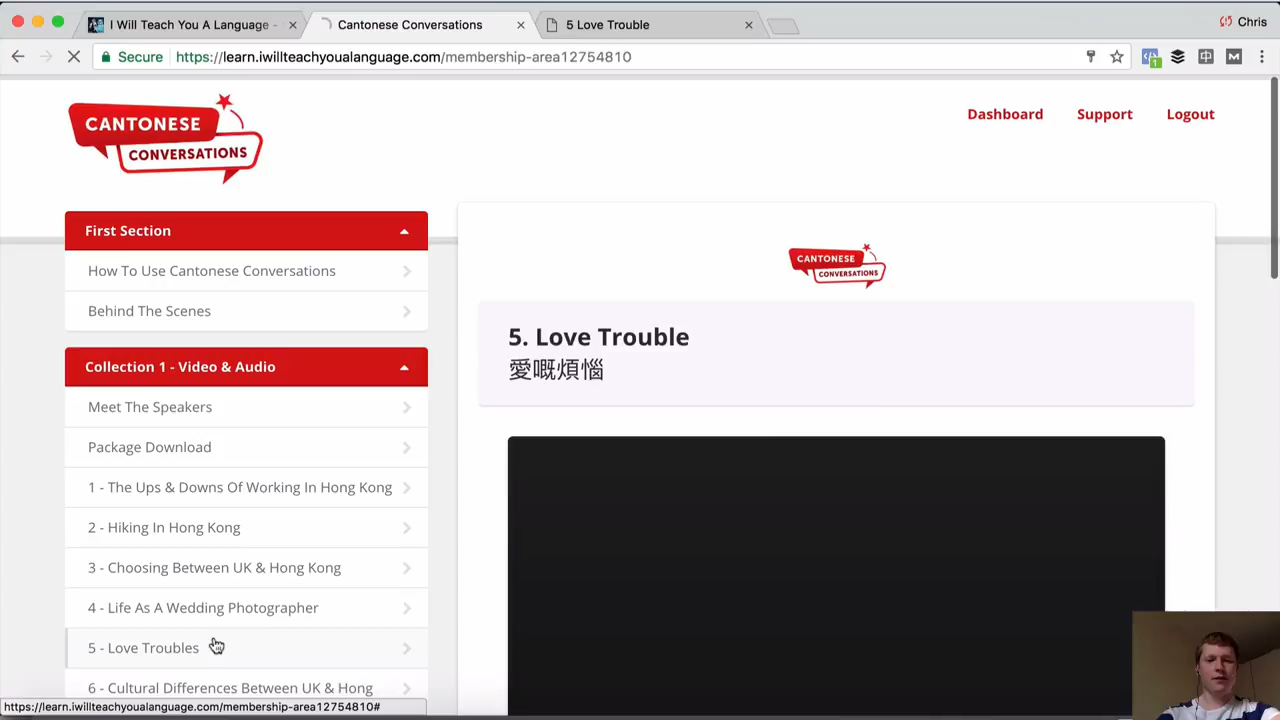 I Will Teach You A Language -
Cantonese Conversations
5 Love Trouble
Chris
Secure
https://learn.iwillteachyoualanguage.com/membership-area12754810
1
中
M
CANTONESE
CONVERSATIONS
Dashboard
Support
Logout
First Section
How To Use Cantonese Conversations
Behind The Scenes
Collection 1 - Video & Audio
Meet The Speakers
Package Download
1 - The Ups & Downs Of Working In Hong Kong
2 - Hiking In Hong Kong
3 - Choosing Between UK & Hong Kong
4 - Life As A Wedding Photographer
5 - Love Troubles
6 - Cultural Differences Between UK & Hong
CANTONESE
CONVERSATIONS
5. Love Trouble
愛嘅煩惱
https://learn.iwillteachyoualanguage.com/membership-area12754810#